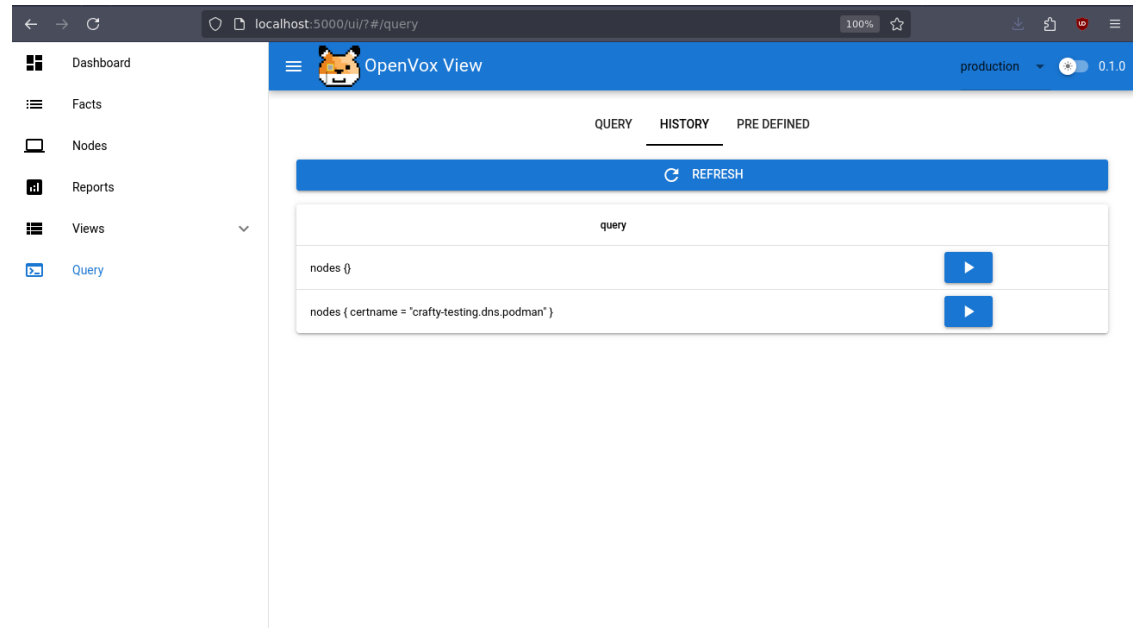 localhost:5000/ui/?#/query
100%
Dashboard
Facts
Nodes
Reports
Views
Query
OpenVox View
production
0.1.0
QUERY HISTORY PRE DEFINED
REFRESH
query
nodes {}
nodes { certname = "crafty-testing.dns.podman" }